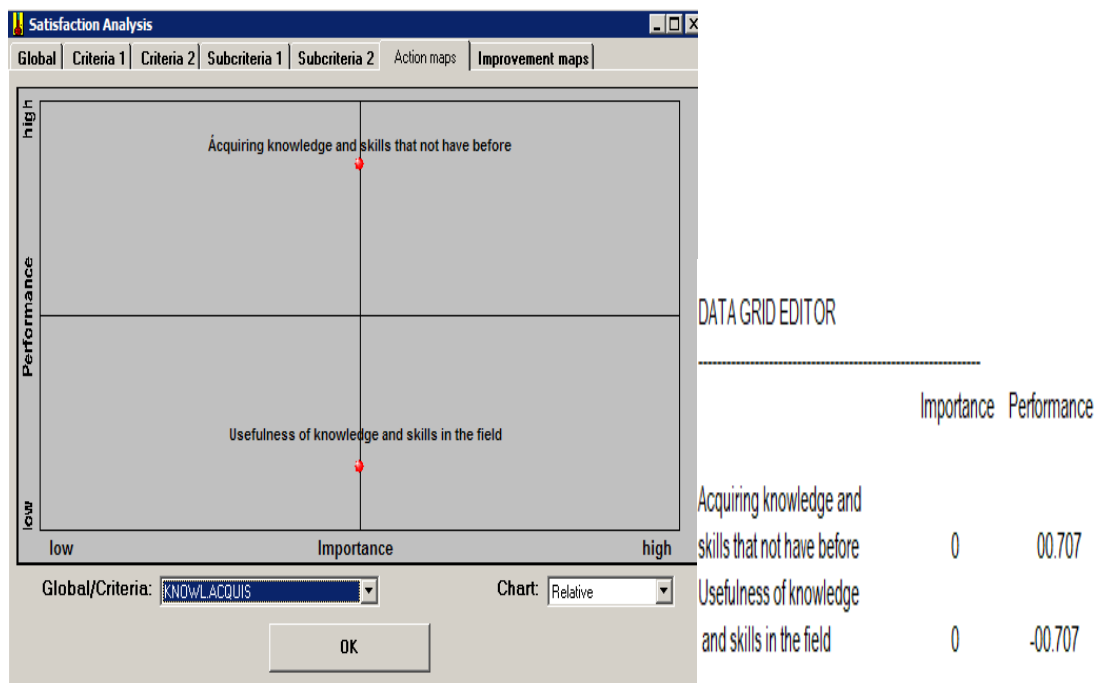 Satisfaction Analysis
Global Criteria 1 Criteria 2 Subcriteria 1 Subcriteria 2 Action maps Improvement maps
high
Performance
low
Ácquiring knowledge and skills that not have before
Usefulness of knowledge and skills in the field
low Importance high
Global/Criteria: KNOWL.ACQUIS Chart: Relative
OK
DATA GRID EDITOR
------------------------------------------------------------
Importance Performance
Acquiring knowledge and
skills that not have before 0 00.707
Usefulness of knowledge
and skills in the field 0 -00.707